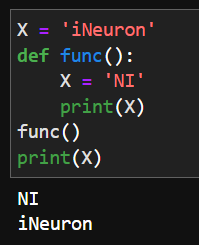 X = 'iNeuron'
def func():
    X = 'NI'
    print(X)
func()
print(X)
NI
iNeuron